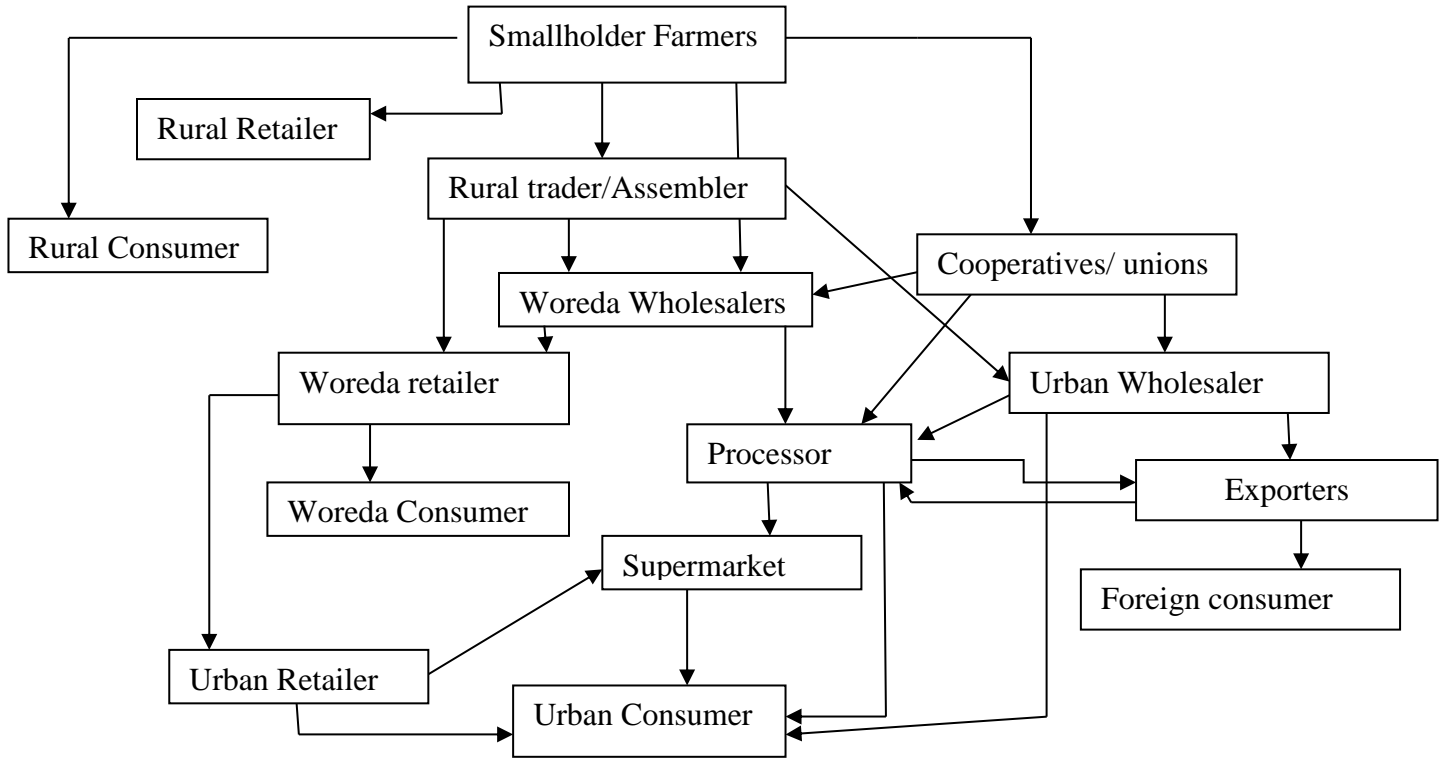 Smallholder Farmers
Rural Retailer
Rural trader/Assembler
Rural Consumer
Cooperatives/ unions
Woreda Wholesalers
Woreda retailer
Urban Wholesaler
Processor
Exporters
Woreda Consumer
Supermarket
Foreign consumer
Urban Retailer
Urban Consumer